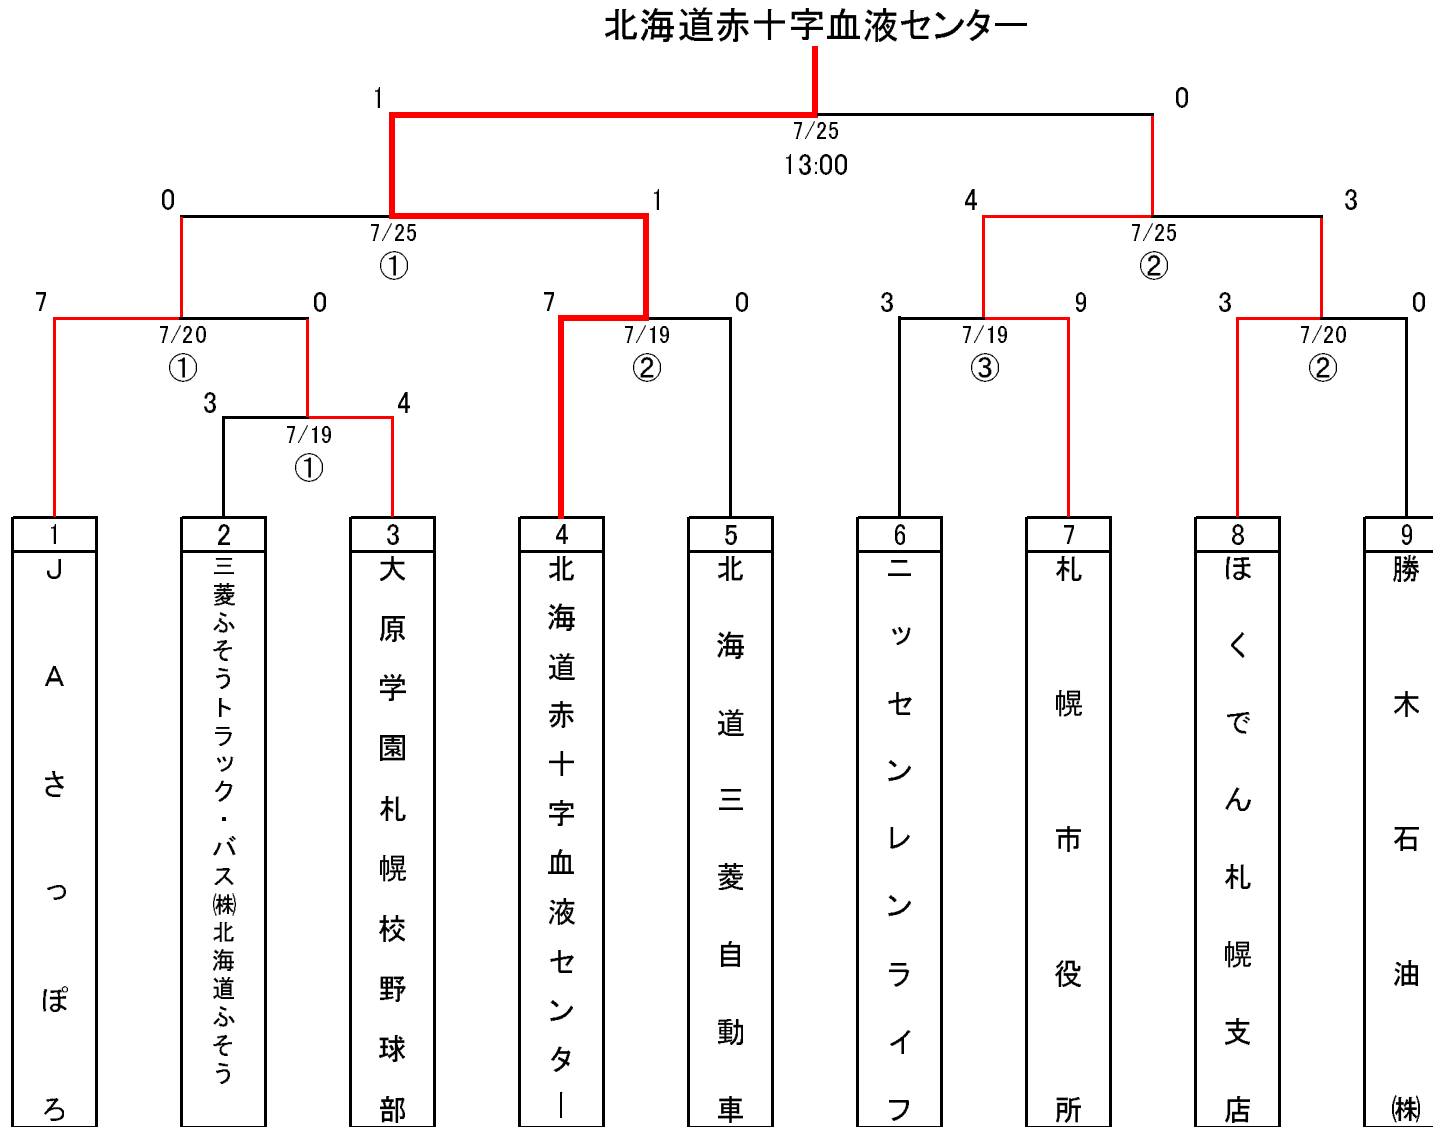 北海道赤十字血液センター
1 0
7/25
13:00
0 1 4 3
7/25 7/25
① ②
7 0 7 0 3 9 3 0
7/20 7/19 7/19 7/20
① ② ③ ②
3 4
7/19
①
1 2 3 4 5 6 7 8 9
JAさっぽろ
三菱ふそうトラック・バス㈱北海道ふそう
大原学園札幌校野球部
北海道赤十字血液センター
北海道三菱自動車
ニッセンレンライフ
札幌市役所
ほくでん札幌支店
勝木石油㈱